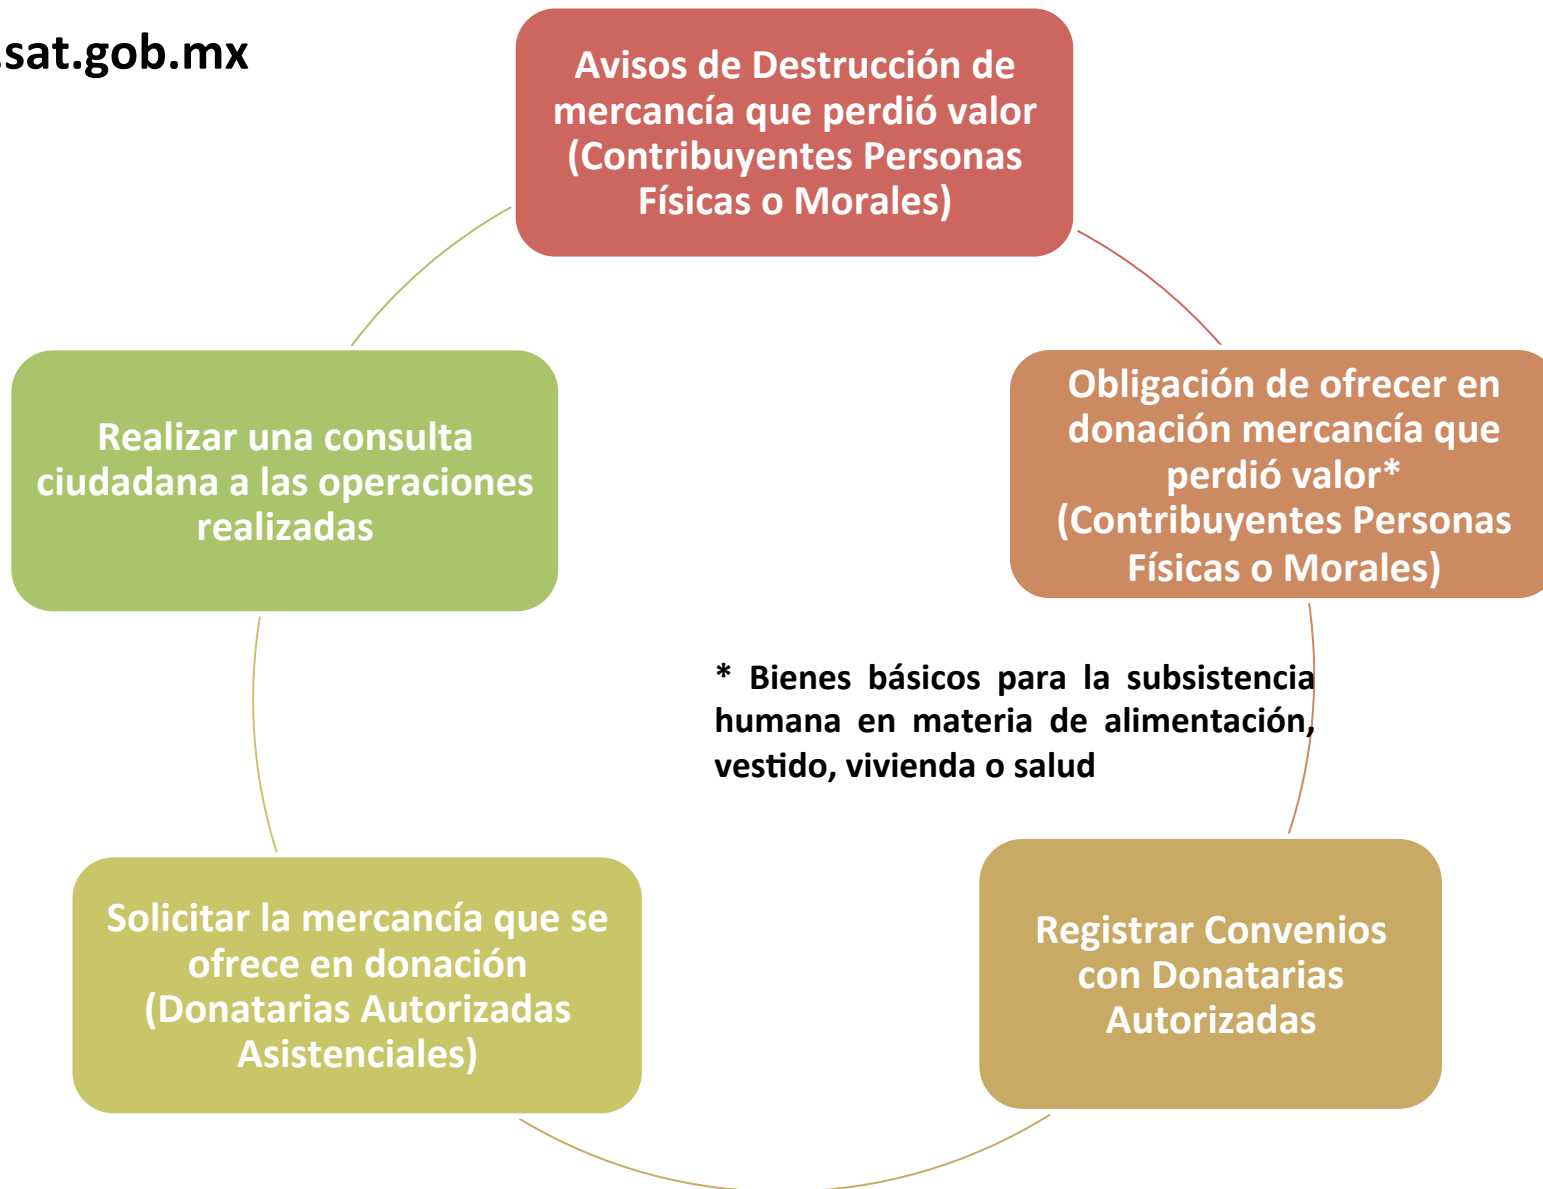 .sat.gob.mx
Avisos de Destrucción de
mercancía que perdió valor
(Contribuyentes Personas
Físicas o Morales)
Obligación de ofrecer en
donación mercancía que
perdió valor*
(Contribuyentes Personas
Físicas o Morales)
Realizar una consulta
ciudadana a las operaciones
realizadas
* Bienes básicos para la subsistencia
humana en materia de alimentación,
vestido, vivienda o salud
Registrar Convenios
con Donatarias
Autorizadas
Solicitar la mercancía que se
ofrece en donación
(Donatarias Autorizadas
Asistenciales)